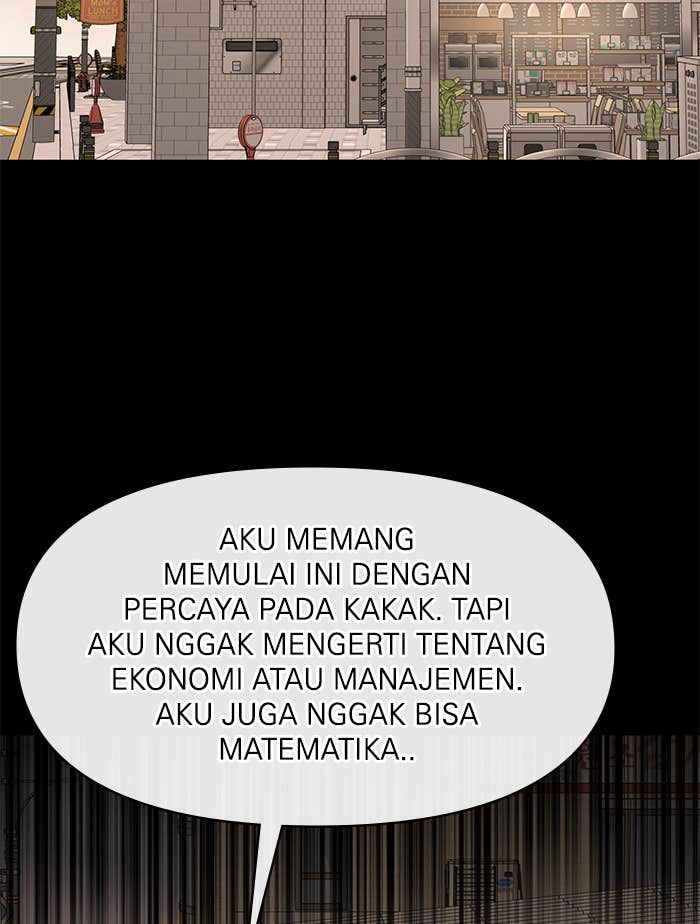 MOM'S
LUNCH
AKU MEMANG
MEMULAI INI DENGAN
PERCAYA PADA KAKAK. TAPI
AKU NGGAK MENGERTI TENTANG
EKONOMI ATAU MANAJEMEN.
AKU JUGA NGGAK BISA
MATEMATIKA..